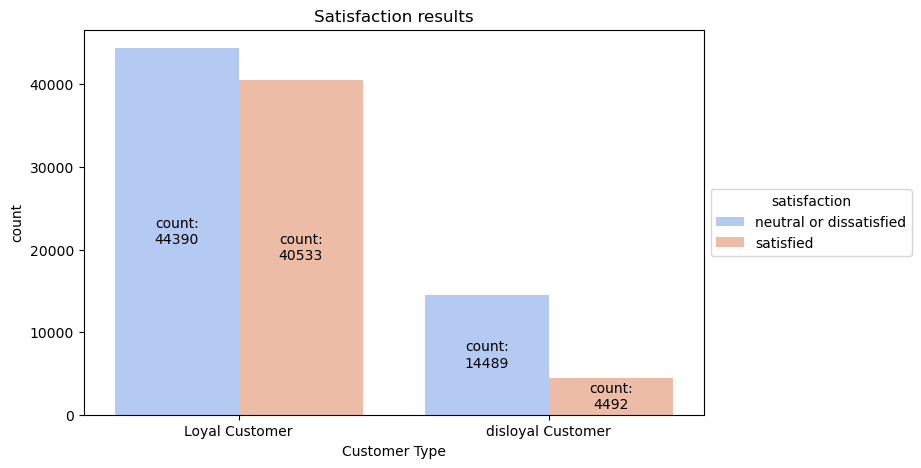 Satisfaction results
count
40000
30000
20000
10000
0
count:
44390
count:
40533
count:
14489
count:
4492
Loyal Customer
disloyal Customer
Customer Type
satisfaction
neutral or dissatisfied
satisfied